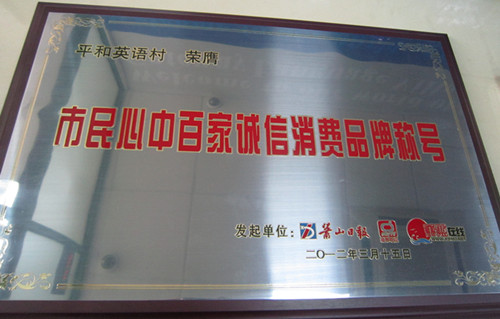 平和英语村 荣膺
市民心中百家诚信消费品牌称号
发起单位: 萧山日报 在线
二〇一二年三月十五日